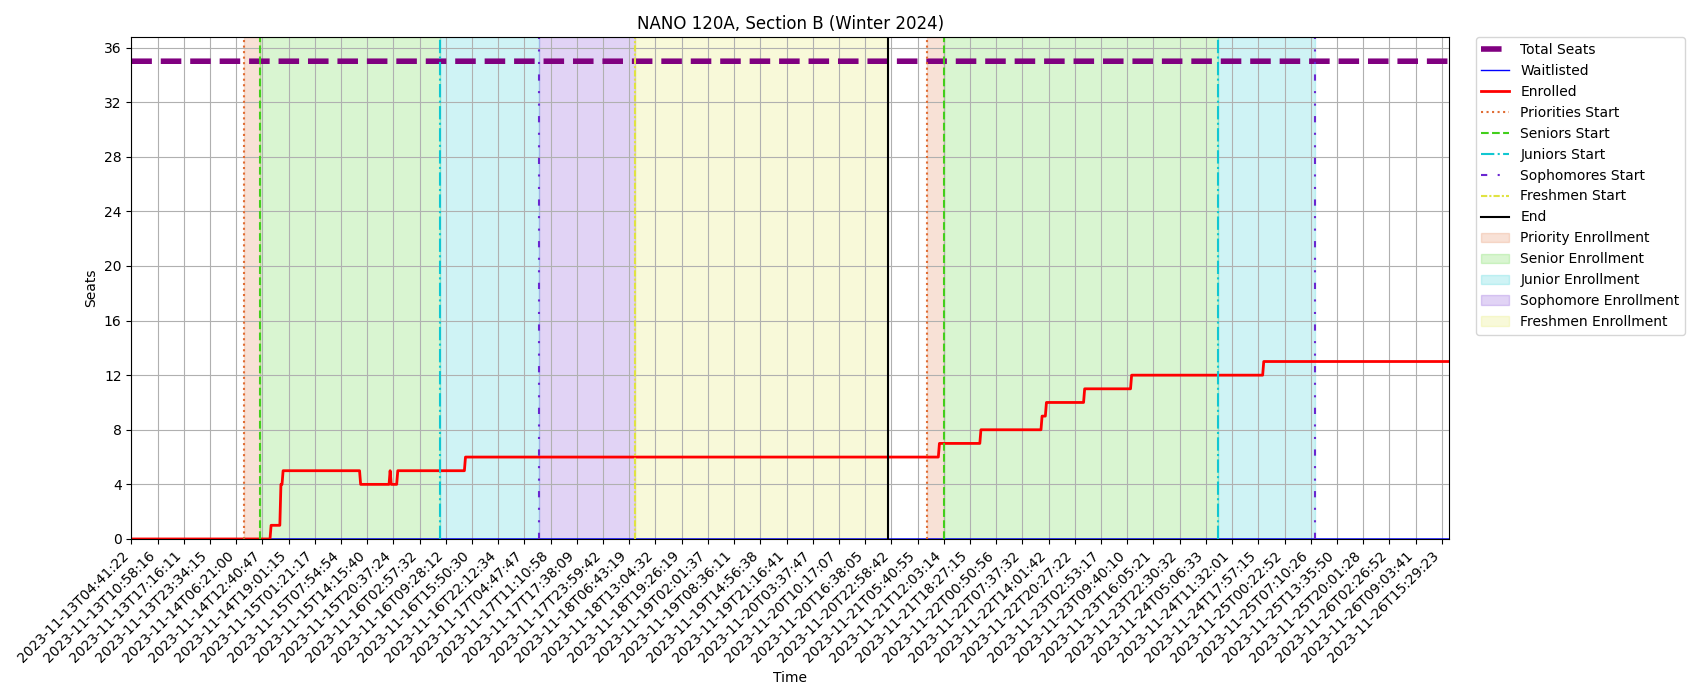 NANO 120A, Section B (Winter 2024)
Seats
36
32
28
24
20
16
12
8
4
0
2023-11-13T04:41:22
2023-11-13T10:58:16
2023-11-13T17:16:11
2023-11-13T23:34:15
2023-11-14T06:21:00
2023-11-14T12:40:47
2023-11-14T19:01:15
2023-11-15T01:21:17
2023-11-15T07:54:54
2023-11-15T14:15:40
2023-11-15T20:37:24
2023-11-16T02:57:32
2023-11-16T09:28:12
2023-11-16T15:50:30
2023-11-16T22:12:34
2023-11-17T04:47:47
2023-11-17T11:10:58
2023-11-17T17:38:09
2023-11-17T23:59:42
2023-11-18T06:43:19
2023-11-18T13:04:32
2023-11-18T19:26:19
2023-11-19T02:01:37
2023-11-19T08:36:11
2023-11-19T14:56:38
2023-11-19T21:16:41
2023-11-20T03:37:47
2023-11-20T10:17:07
2023-11-20T16:38:05
2023-11-20T22:58:42
2023-11-21T05:40:55
2023-11-21T12:03:14
2023-11-21T18:27:15
2023-11-22T00:50:56
2023-11-22T07:37:32
2023-11-22T14:01:42
2023-11-22T20:27:22
2023-11-23T02:53:17
2023-11-23T09:40:10
2023-11-23T16:05:21
2023-11-23T22:30:32
2023-11-24T05:06:33
2023-11-24T11:32:01
2023-11-24T17:57:15
2023-11-25T00:22:52
2023-11-25T07:10:26
2023-11-25T13:35:50
2023-11-25T20:01:28
2023-11-26T02:26:52
2023-11-26T09:03:41
2023-11-26T15:29:23
Time
Total Seats
Waitlisted
Enrolled
Priorities Start
Seniors Start
Juniors Start
Sophomores Start
Freshmen Start
End
Priority Enrollment
Senior Enrollment
Junior Enrollment
Sophomore Enrollment
Freshmen Enrollment